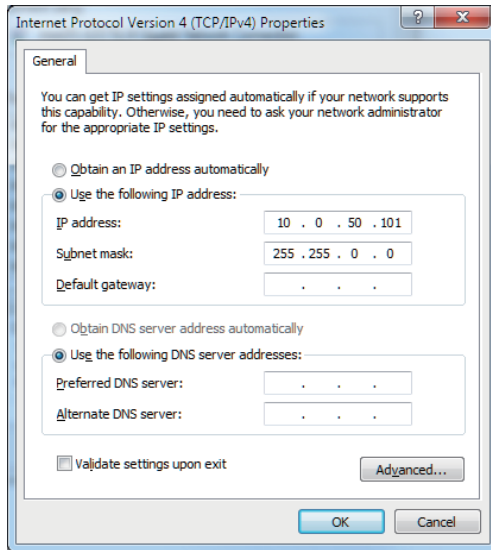 Internet Protocol Version 4 (TCP/IPv4) Properties
?
General
You can get IP settings assigned automatically if your network supports
this capability. Otherwise, you need to ask your network administrator
for the appropriate IP settings.
Obtain an IP address automatically
Use the following IP address:
IP address: 10 . 0 . 50 . 101
Subnet mask: 255 . 255 . 0 . 0
Default gateway: . . .
Obtain DNS server address automatically
Use the following DNS server addresses:
Preferred DNS server: . . .
Alternate DNS server: . . .
Validate settings upon exit
Advanced...
OK Cancel